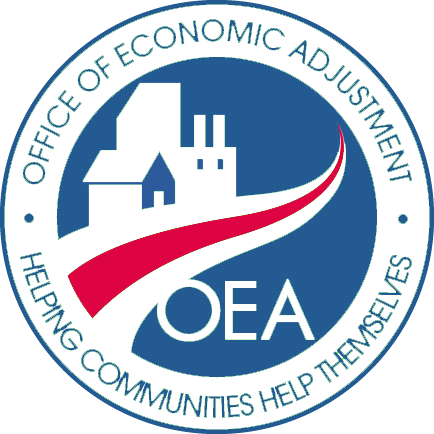 OFFICE OF ECONOMIC ADJUSTMENT
OEA
HELPING COMMUNITIES HELP THEMSELVES